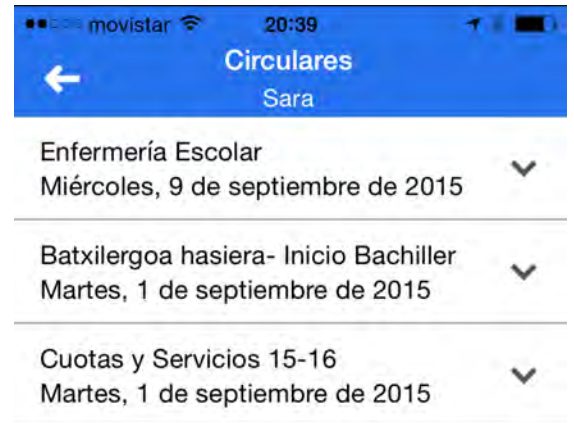 movistar 20:39
Circulares
Sara
Enfermería Escolar
Miércoles, 9 de septiembre de 2015
Batxilergoa hasiera- Inicio Bachiller
Martes, 1 de septiembre de 2015
Cuotas y Servicios 15-16
Martes, 1 de septiembre de 2015